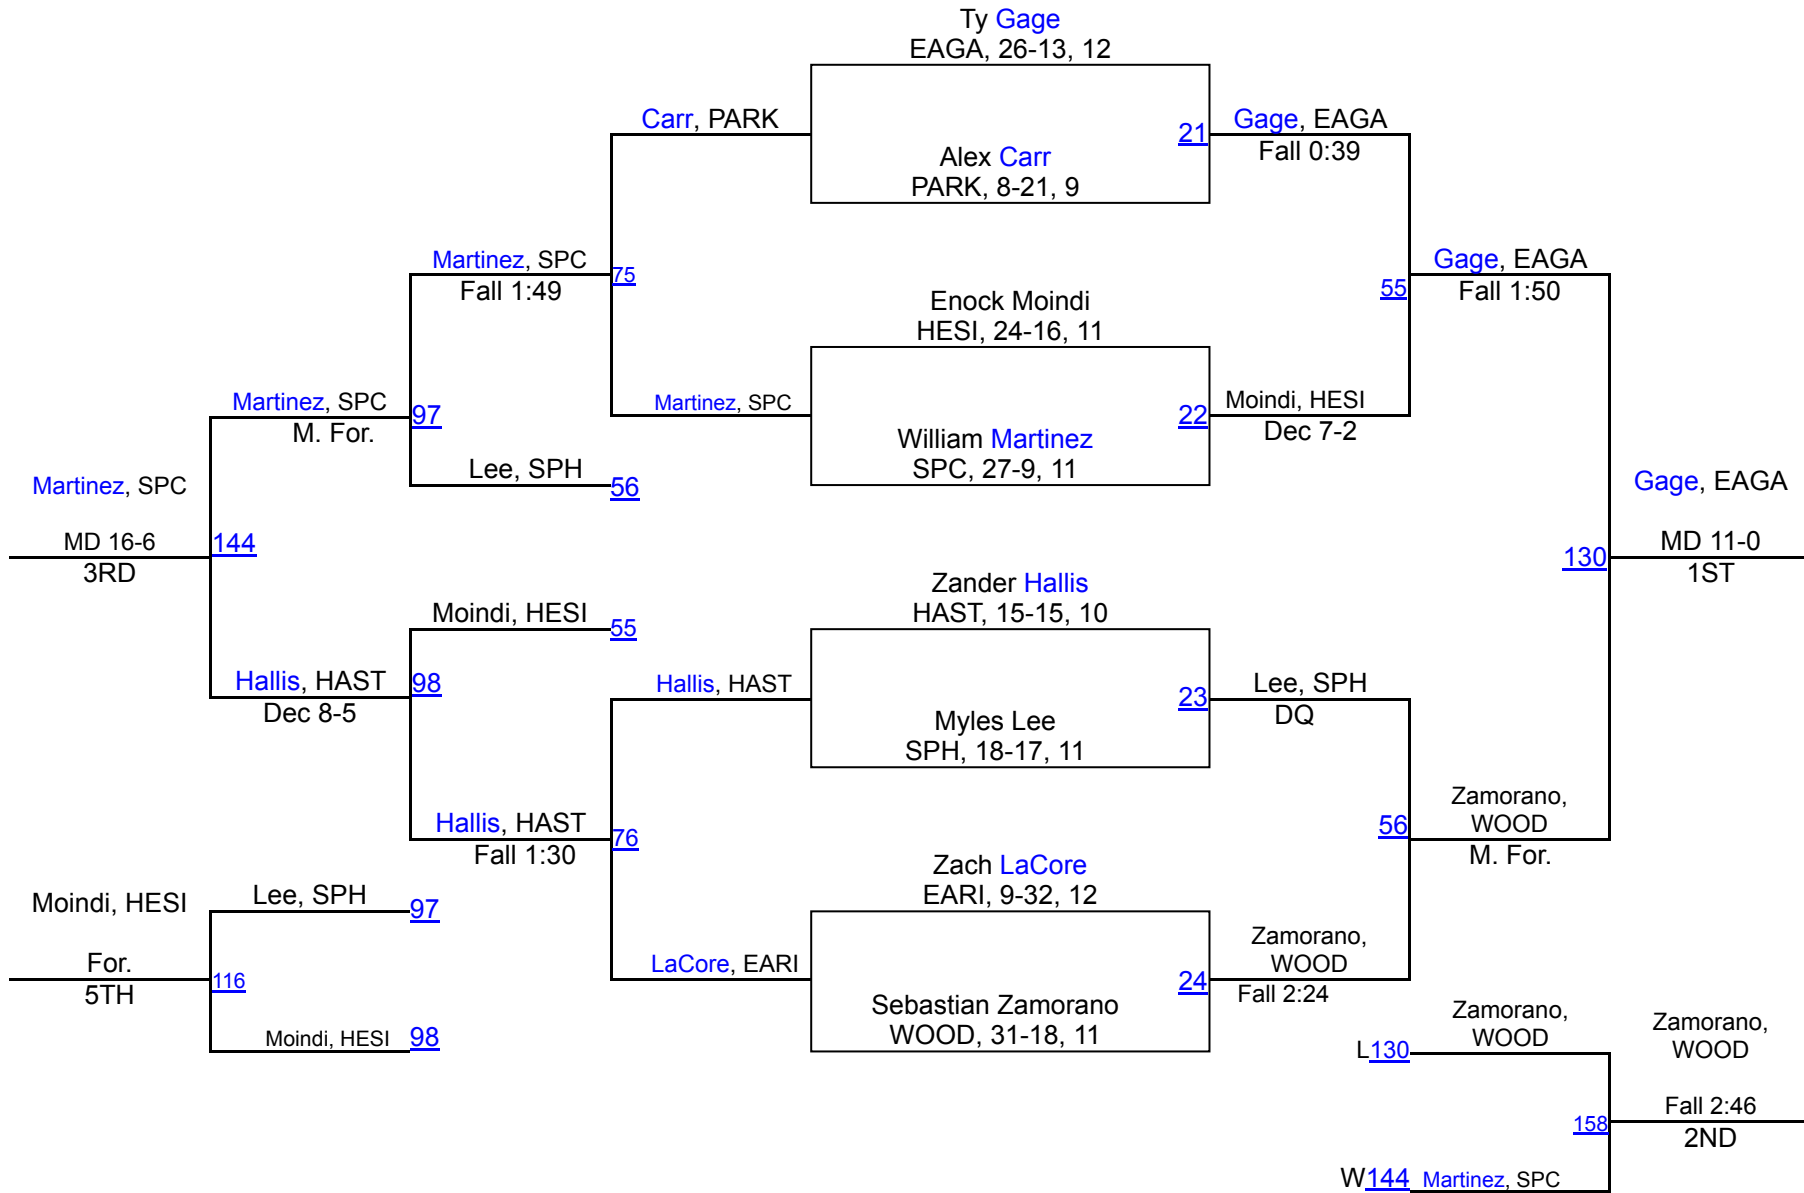 Ty Gage
EAGA, 26-13, 12
Carr, PARK
21
Gage, EAGA
Fall 0:39
Alex Carr
PARK, 8-21, 9
Martinez, SPC
Fall 1:49
75
Gage, EAGA
Fall 1:50
55
Enock Moindi
HESI, 24-16, 11
Martinez, SPC
M. For.
97
Martinez, SPC
22
Moindi, HESI
Dec 7-2
William Martinez
SPC, 27-9, 11
Lee, SPH
56
Martinez, SPC
MD 16-6
3RD
144
Gage, EAGA
130
MD 11-0
1ST
Zander Hallis
HAST, 15-15, 10
Moindi, HESI
55
Hallis, HAST
Dec 8-5
98
Hallis, HAST
23
Lee, SPH
DQ
Myles Lee
SPH, 18-17, 11
Hallis, HAST
Fall 1:30
76
56
Zamorano,
WOOD
M. For.
Zach LaCore
EARI, 9-32, 12
Moindi, HESI
Lee, SPH
97
For.
5TH
116
LaCore, EARI
24
Zamorano,
WOOD
Fall 2:24
Sebastian Zamorano
WOOD, 31-18, 11
Moindi, HESI
98
L130
Zamorano,
WOOD
Zamorano,
WOOD
158
Fall 2:46
2ND
W144
Martinez, SPC